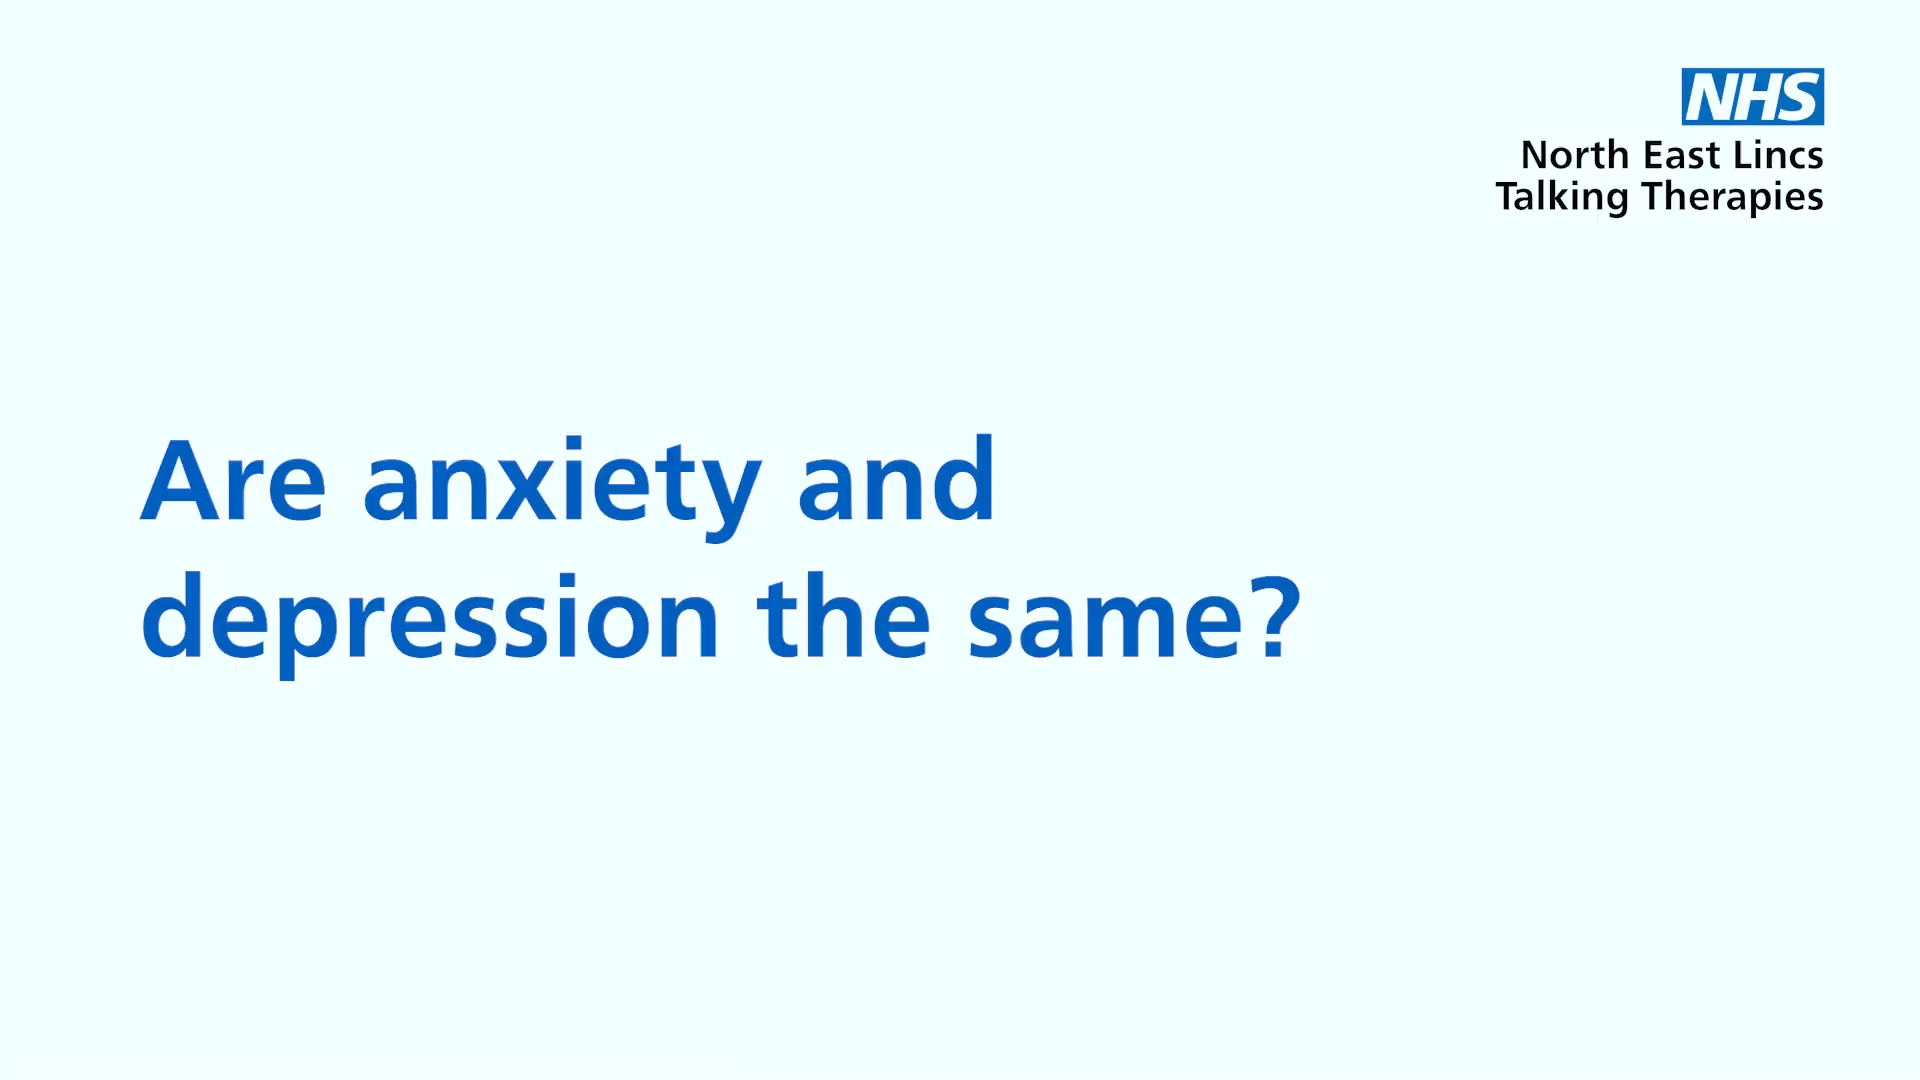 NHS
North East Lincs
Talking Therapies
Are anxiety and
depression the same?